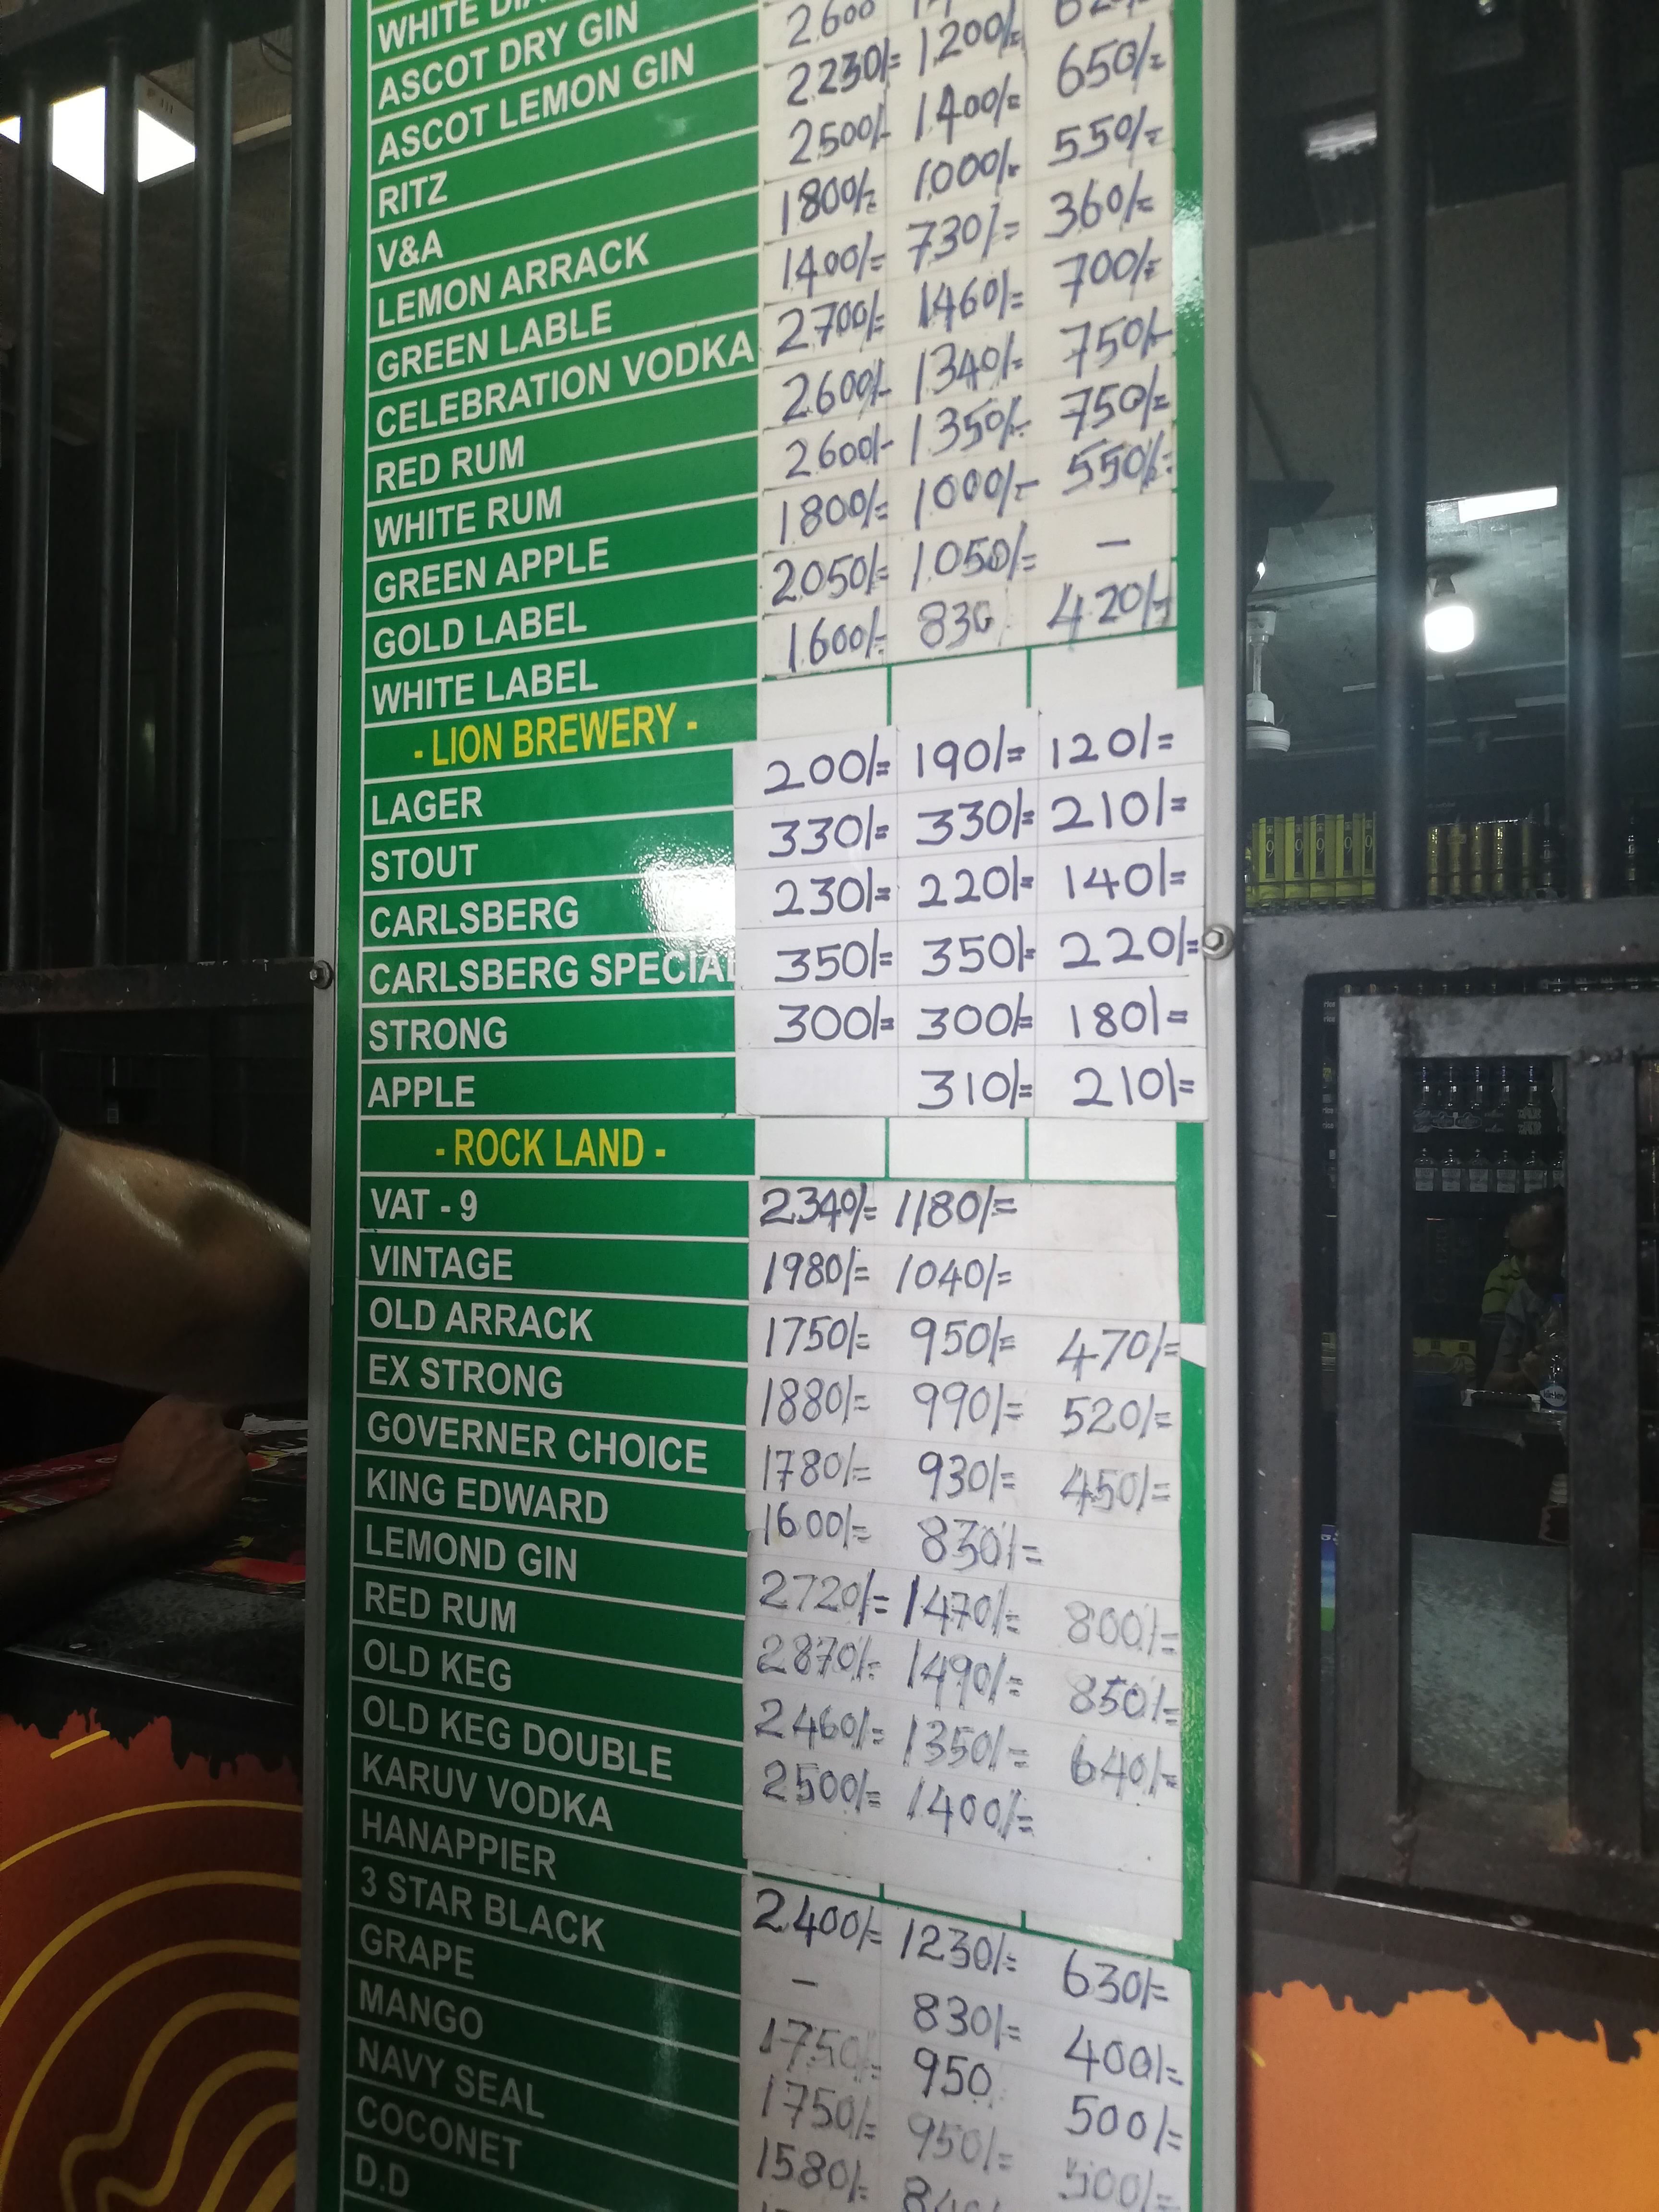 WHITE
ASCOT DRY GIN
ASCOT LEMON GIN 2600
RITZ 2230/= 1200/=
V&A 2500/- 1400/= 650/=
LEMON ARRACK 1800/= 1000/= 550/=
GREEN LABLE 1400/= 730/= 360/=
CELEBRATION VODKA 2700/= 1460/= 700/=
RED RUM 2600/- 1340/= 750/-
WHITE RUM 2600/- 1350/- 750/=
GREEN APPLE 1800/= 1000/- 550/=
GOLD LABEL 2050/= 1050/= -
WHITE LABEL 1600/- 830 420/-
- LION BREWERY -
LAGER 200/= 190/= 120/=
STOUT 330/= 330/= 210/=
CARLSBERG 230/= 220/= 140/=
CARLSBERG SPECIAL 350/= 350/= 220/=
STRONG 300/= 300/= 180/=
APPLE 310/= 210/=
- ROCK LAND -
VAT - 9 2340/= 1180/=
VINTAGE 1980/= 1040/=
OLD ARRACK 1750/= 950/= 470/=
EX STRONG 1880/= 990/= 520/=
GOVERNER CHOICE 1780/= 930/= 450/=
KING EDWARD 1600/= 830/=
LEMOND GIN 2720/= 1470/= 800/=
RED RUM 2870/= 1490/= 850/=
OLD KEG 2460/= 1350/= 640/=
OLD KEG DOUBLE 2500/= 1400/=
KARUV VODKA
HANAPPIER
3 STAR BLACK 2400/= 1230/= 630/=
GRAPE - 830/= 400/=
MANGO 1750/= 950 500/=
NAVY SEAL 1750/= 950/= 500/=
COCONET 1580/=
D.D